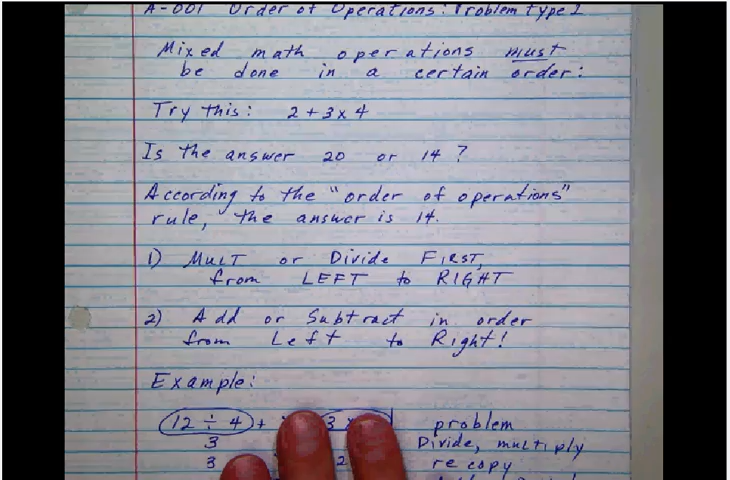 A-001 Order of Operations: Problem Type 1
Mixed math operations must
be done in a certain order:
Try this: 2 + 3 x 4
Is the answer 20 or 14 ?
According to the "order of operations"
rule, the answer is 14.
1) MULT or Divide FIRST,
from LEFT to RIGHT
2) Add or Subtract in order
from Left to Right!
Example:
12 ÷ 4 + 3 problem
3 Divide, multiply
3 2 re copy